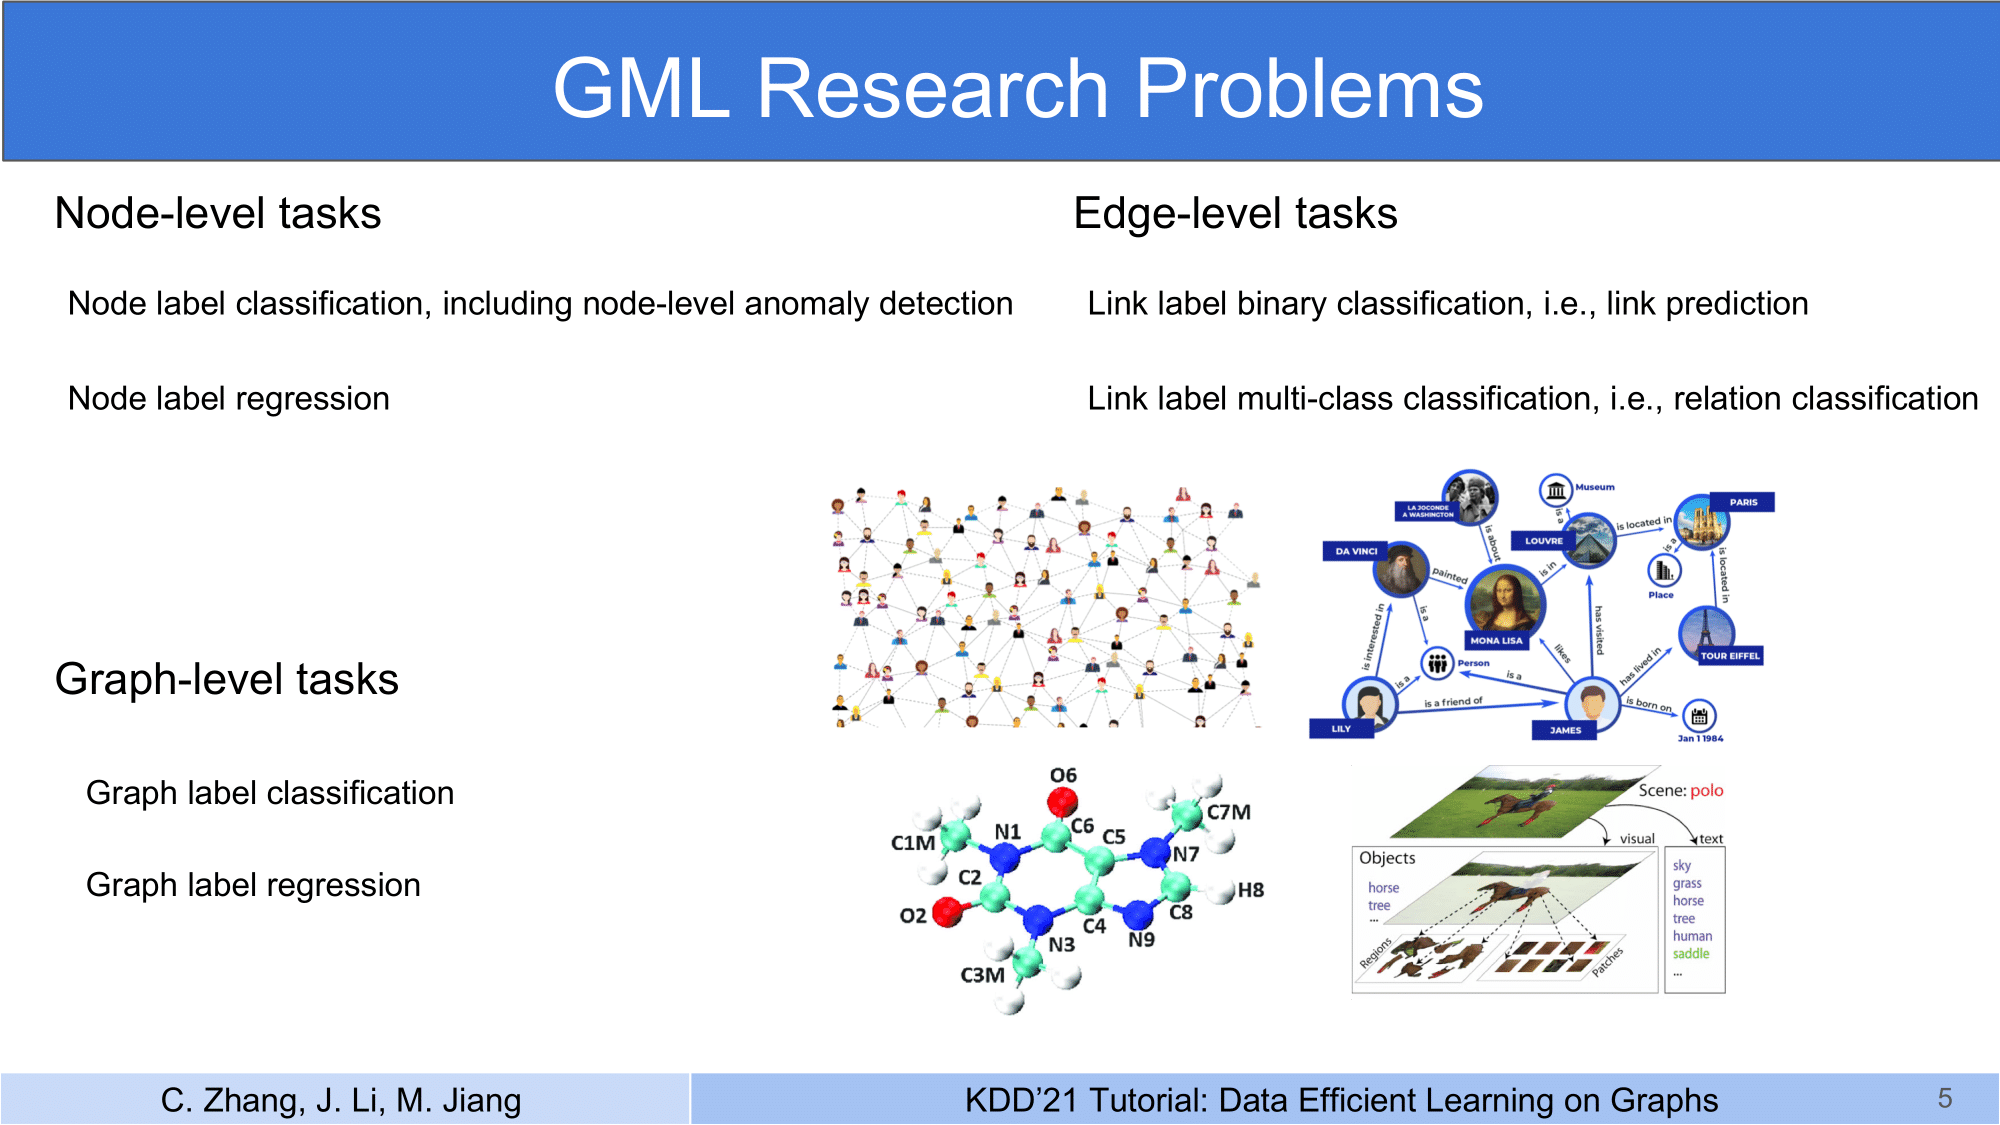 GML Research Problems
Node-level tasks
Node label classification, including node-level anomaly detection
Node label regression
Edge-level tasks
Link label binary classification, i.e., link prediction
Link label multi-class classification, i.e., relation classification
Graph-level tasks
Graph label classification
Graph label regression
LA JOCONDE
A WASHINGTON
Museum
PARIS
is a
is located in
is about
LOUVRE
DA VINCI
is a
is located in
painted
is in
Place
is interested in
is a
MONA LISA
has visited
likes
TOUR EIFFEL
Person
has lived in
is a
is a
is a friend of
is born on
LILY
JAMES
Jan 1 1984
O6
C7M
C6
N1
C5
C1M
N7
C2
H8
O2
C4
C8
N3
N9
C3M
Scene: polo
visual
text
Objects
horse
tree
...
Regions
Patches
sky
grass
horse
tree
human
saddle
...
C. Zhang, J. Li, M. Jiang
KDD’21 Tutorial: Data Efficient Learning on Graphs
5